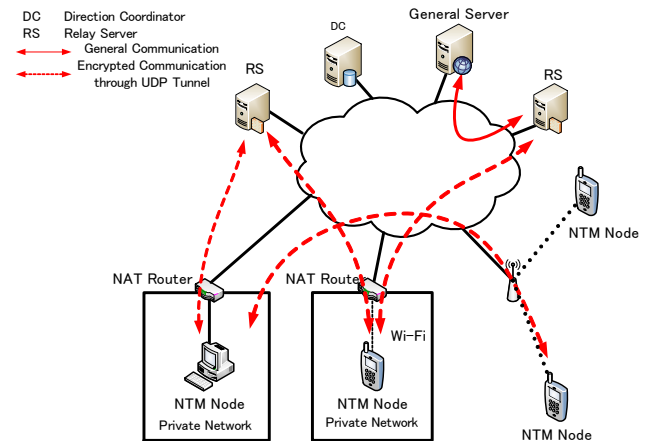 DC Direction Coordinator
RS Relay Server
General Communication
Encrypted Communication
through UDP Tunnel
General Server
DC
RS
RS
NTM Node
NAT Router
NAT Router
Wi-Fi
NTM Node
Private Network
NTM Node
Private Network
NTM Node